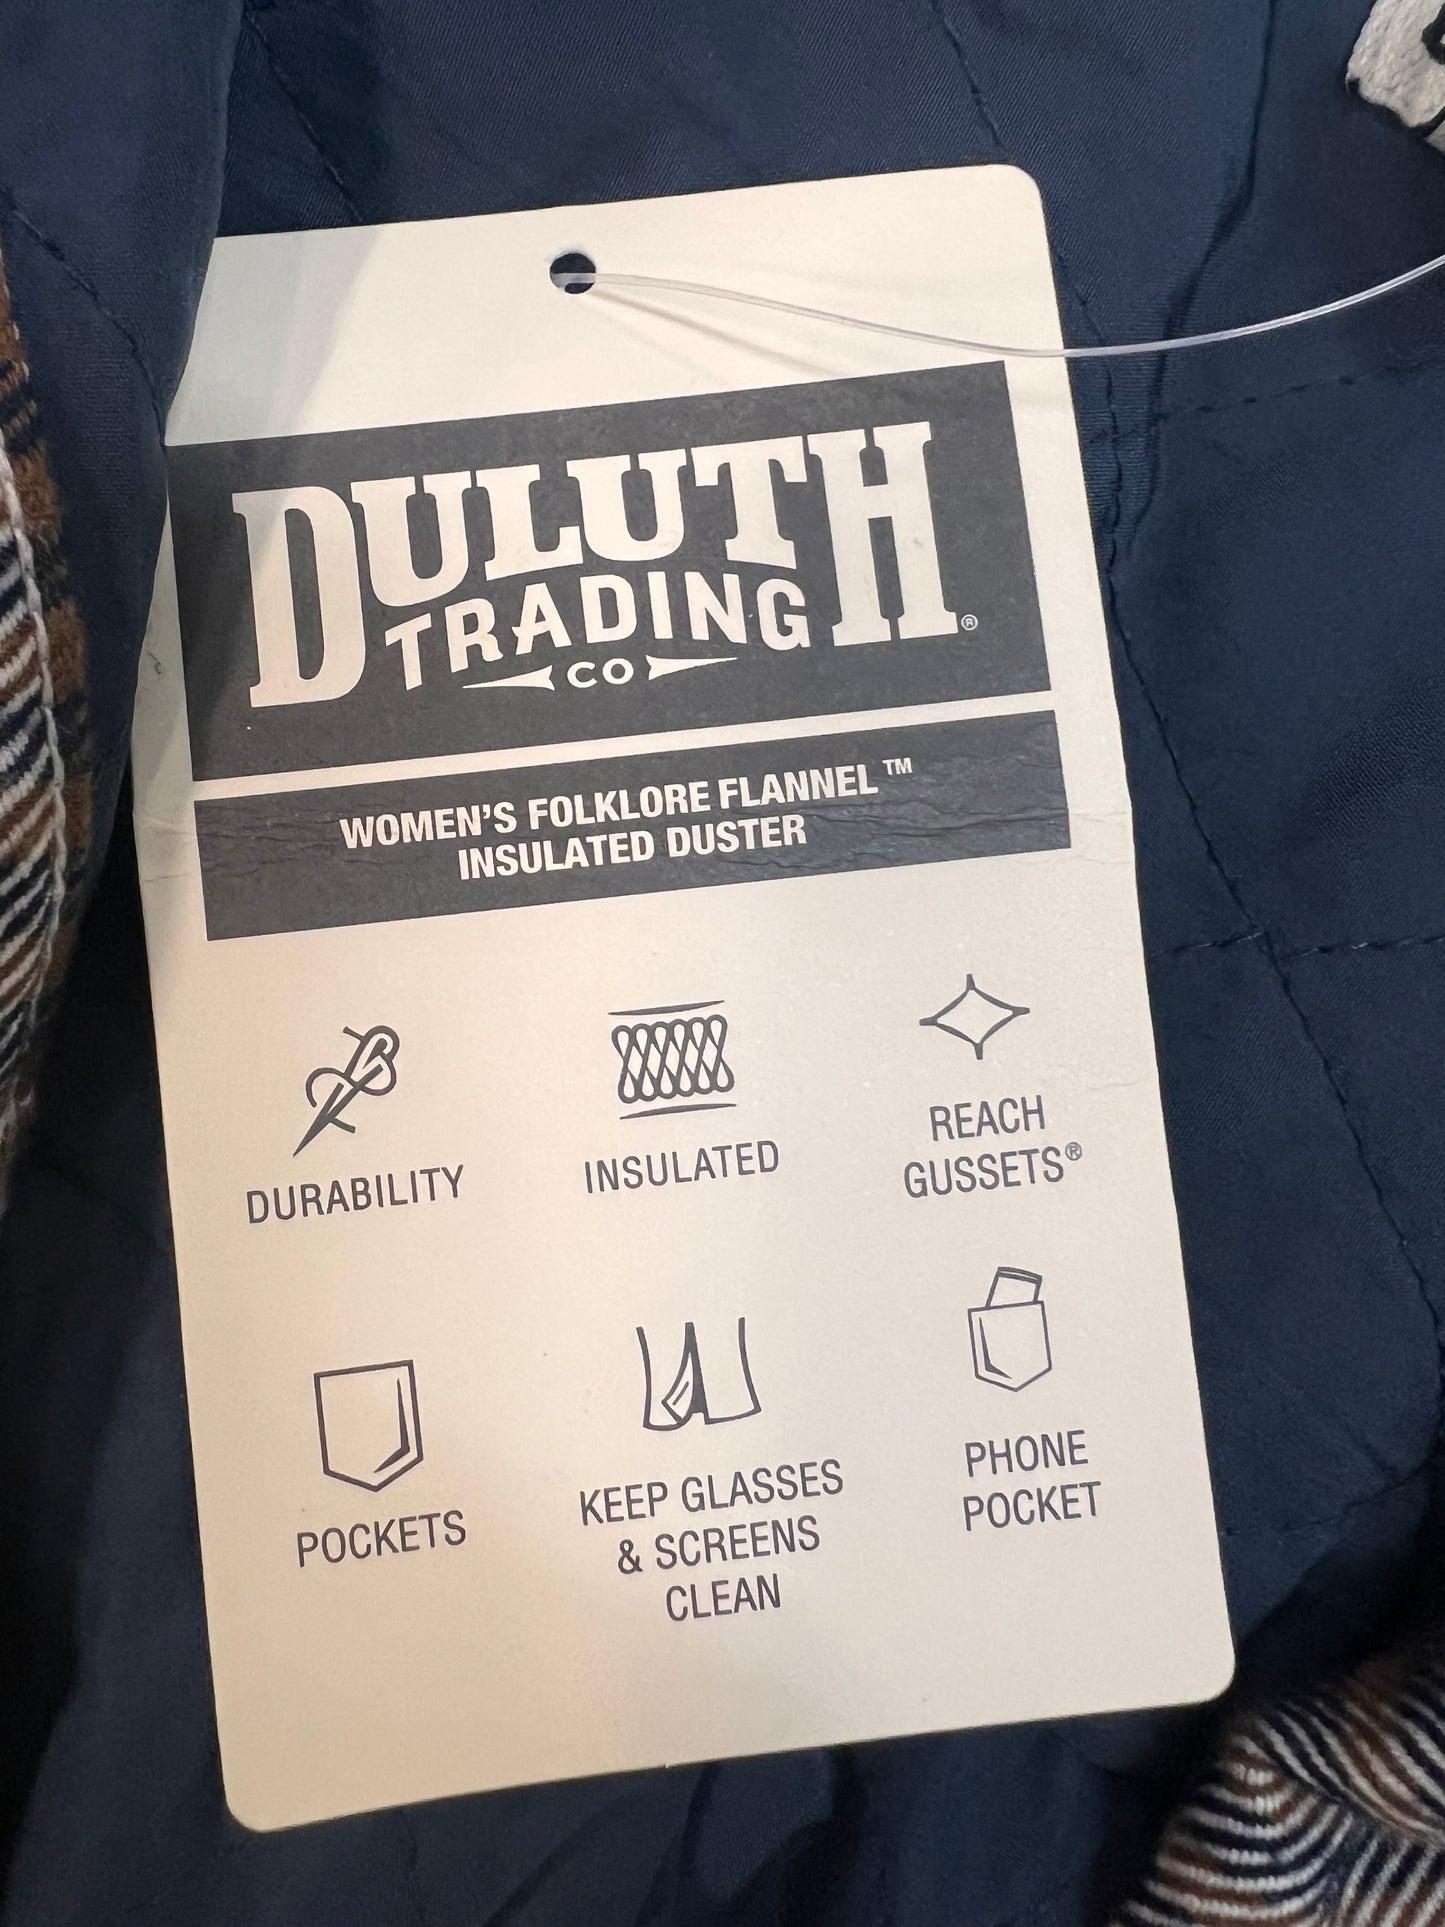 DULUTH
TRADING
CO ®
WOMEN'S FOLKLORE FLANNEL™
INSULATED DUSTER
DURABILITY
INSULATED
REACH
GUSSETS®
POCKETS
KEEP GLASSES
& SCREENS
CLEAN
PHONE
POCKET